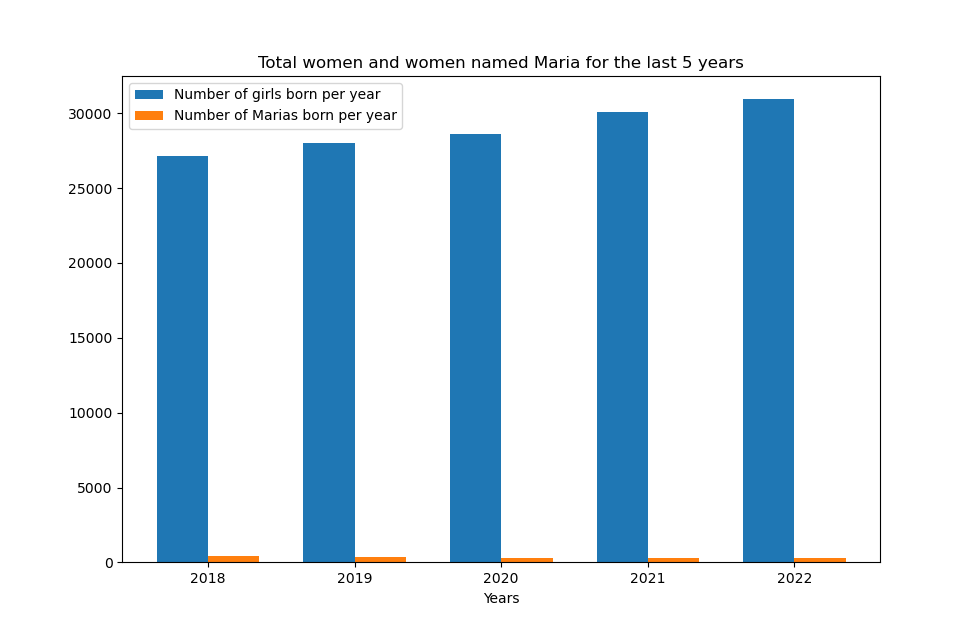 Total women and women named Maria for the last 5 years
Number of girls born per year
Number of Marias born per year
30000
25000
20000
15000
10000
5000
0
2018 2019 2020 2021 2022
Years